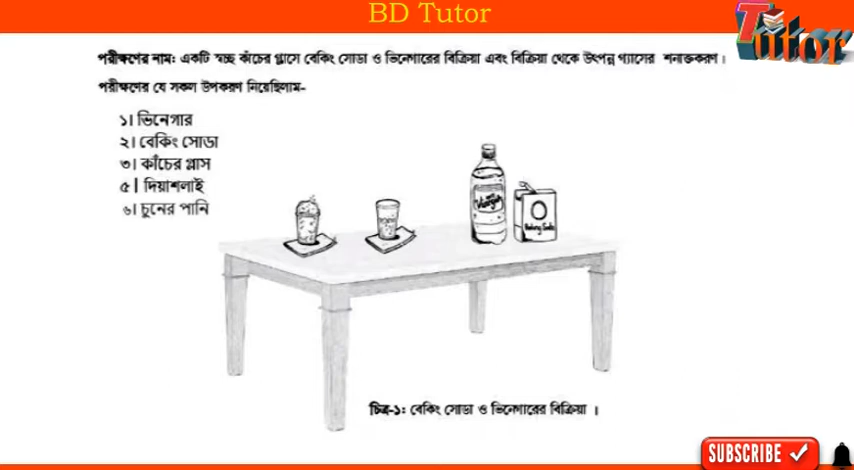 BD Tutor
Tutor
পরীক্ষণের নাম: একটি স্বচ্ছ কাঁচের গ্লাসে বেকিং সোডা ও ভিনেগারের বিক্রিয়া এবং বিক্রিয়া থেকে উৎপন্ন গ্যাসের শনাক্তকরণ।
পরীক্ষণের যে সকল উপকরণ নিয়েছিলাম-
১। ভিনেগার
২। বেকিং সোডা
৩। কাঁচের গ্লাস
৫। দিয়াশলাই
৬। চুনের পানি
Vinegar
Baking Soda
চিত্র-১: বেকিং সোডা ও ভিনেগারের বিক্রিয়া ।
SUBSCRIBE